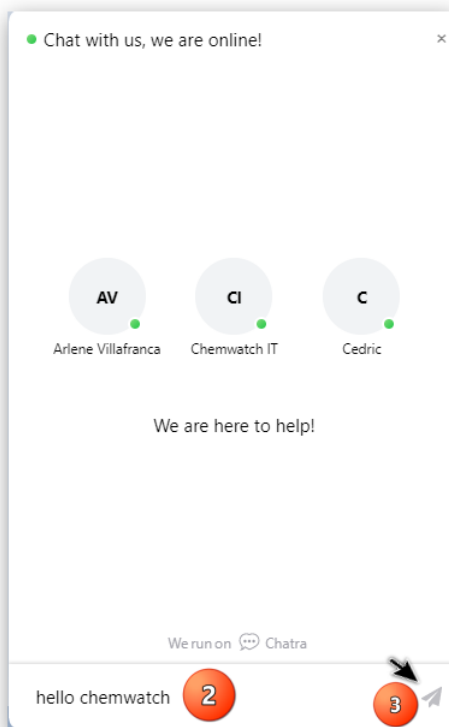 Chat with us, we are online!
×
AV CI C
Arlene Villafranca Chemwatch IT Cedric
We are here to help!
We run on Chatra
hello chemwatch 2 3